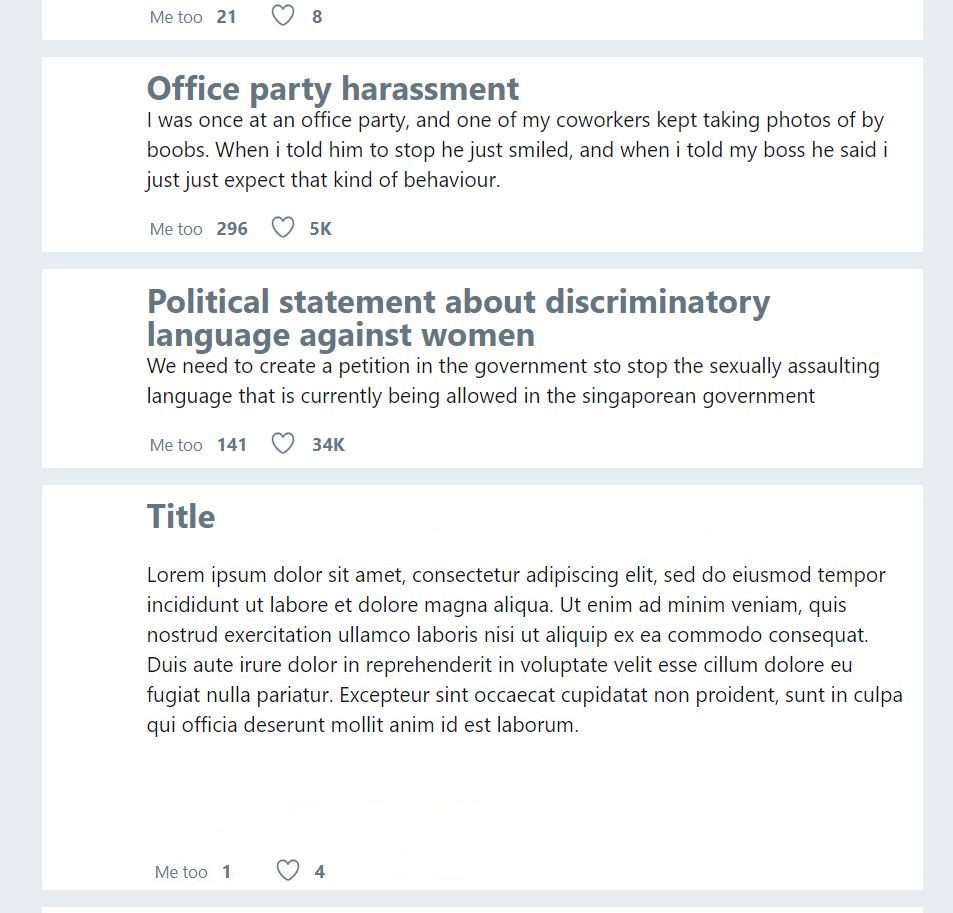 Me too 21 8
Office party harassment
I was once at an office party, and one of my coworkers kept taking photos of by
boobs. When i told him to stop he just smiled, and when i told my boss he said i
just just expect that kind of behaviour.
Me too 296 5K
Political statement about discriminatory
language against women
We need to create a petition in the government sto stop the sexually assaulting
language that is currently being allowed in the singaporean government
Me too 141 34K
Title
Lorem ipsum dolor sit amet, consectetur adipiscing elit, sed do eiusmod tempor
incididunt ut labore et dolore magna aliqua. Ut enim ad minim veniam, quis
nostrud exercitation ullamco laboris nisi ut aliquip ex ea commodo consequat.
Duis aute irure dolor in reprehenderit in voluptate velit esse cillum dolore eu
fugiat nulla pariatur. Excepteur sint occaecat cupidatat non proident, sunt in culpa
qui officia deserunt mollit anim id est laborum.
Me too 1 4